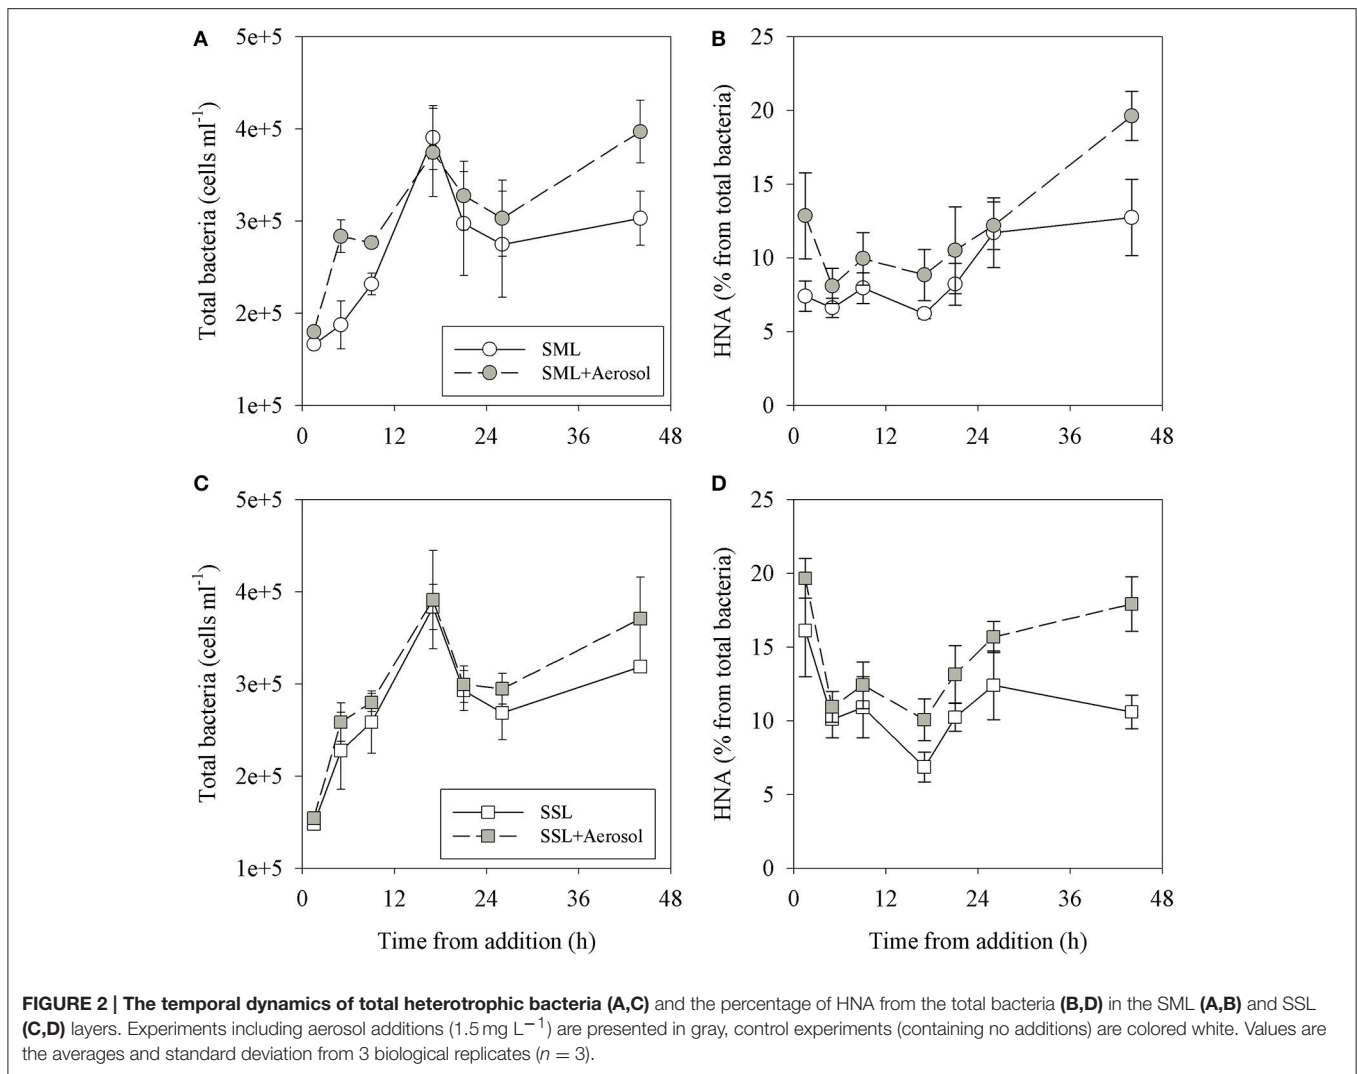 A
Total bacteria (cells ml-1)
5e+5
4e+5
3e+5
2e+5
1e+5
0 12 24 36 48
SML
SML+Aerosol
B
HNA (% from total bacteria)
25
20
15
10
5
0
0 12 24 36 48
C
Total bacteria (cells ml-1)
5e+5
4e+5
3e+5
2e+5
1e+5
0 12 24 36 48
Time from addition (h)
SSL
SSL+Aerosol
D
HNA (% from total bacteria)
25
20
15
10
5
0
0 12 24 36 48
Time from addition (h)
FIGURE 2 | The temporal dynamics of total heterotrophic bacteria (A,C) and the percentage of HNA from the total bacteria (B,D) in the SML (A,B) and SSL
(C,D) layers. Experiments including aerosol additions (1.5 mg L−1) are presented in gray, control experiments (containing no additions) are colored white. Values are
the averages and standard deviation from 3 biological replicates (n = 3).